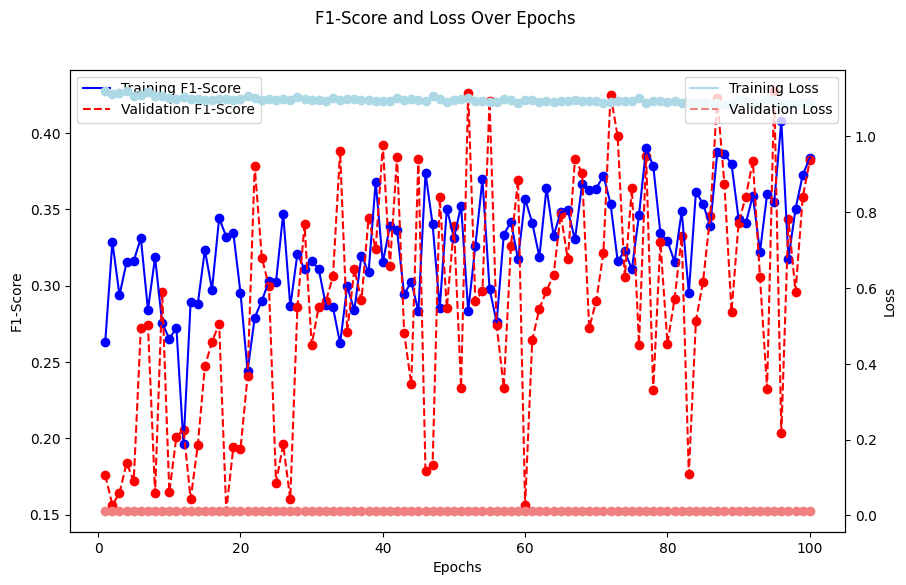 F1-Score and Loss Over Epochs
Training F1-Score
Validation F1-Score
Training Loss
Validation Loss
0.40
0.35
0.30
0.25
0.20
0.15
F1-Score
1.0
0.8
0.6
0.4
0.2
0.0
Loss
0 20 40 60 80 100
Epochs